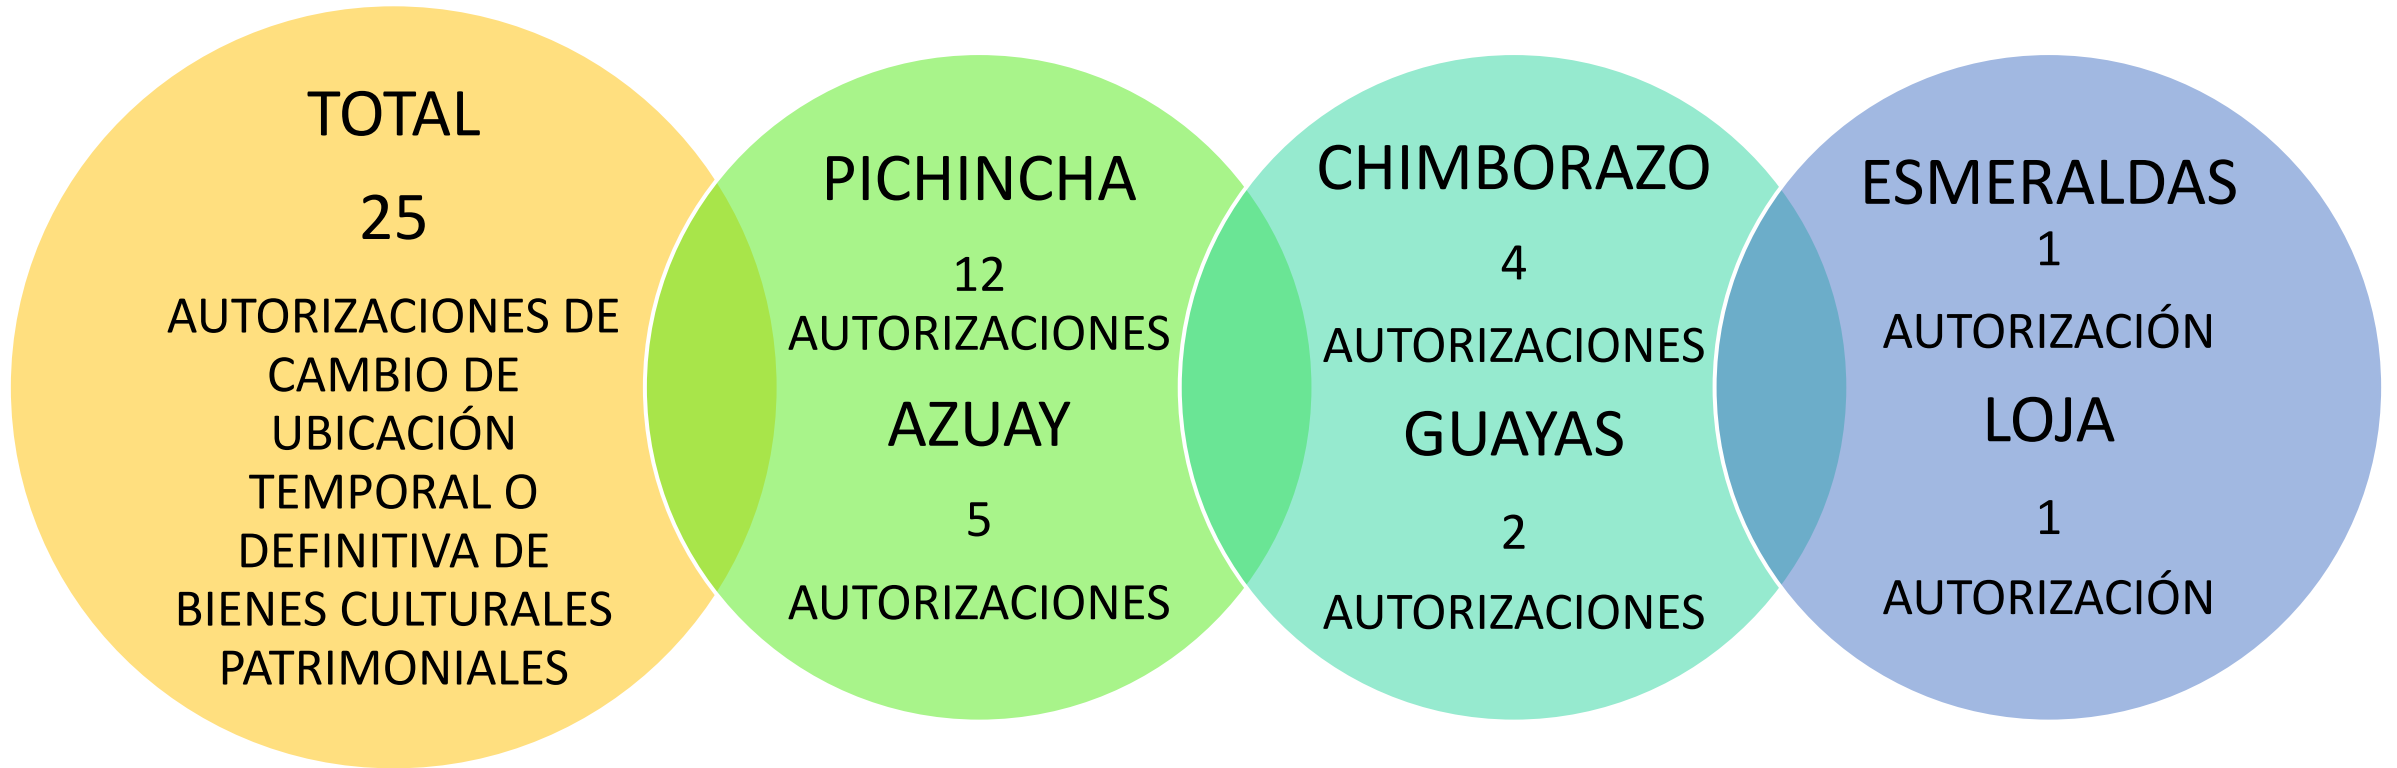 TOTAL
25
AUTORIZACIONES DE
CAMBIO DE
UBICACIÓN
TEMPORAL O
DEFINITIVA DE
BIENES CULTURALES
PATRIMONIALES
PICHINCHA
12
AUTORIZACIONES
AZUAY
5
AUTORIZACIONES
CHIMBORAZO
4
AUTORIZACIONES
GUAYAS
2
AUTORIZACIONES
ESMERALDAS
1
AUTORIZACIÓN
LOJA
1
AUTORIZACIÓN